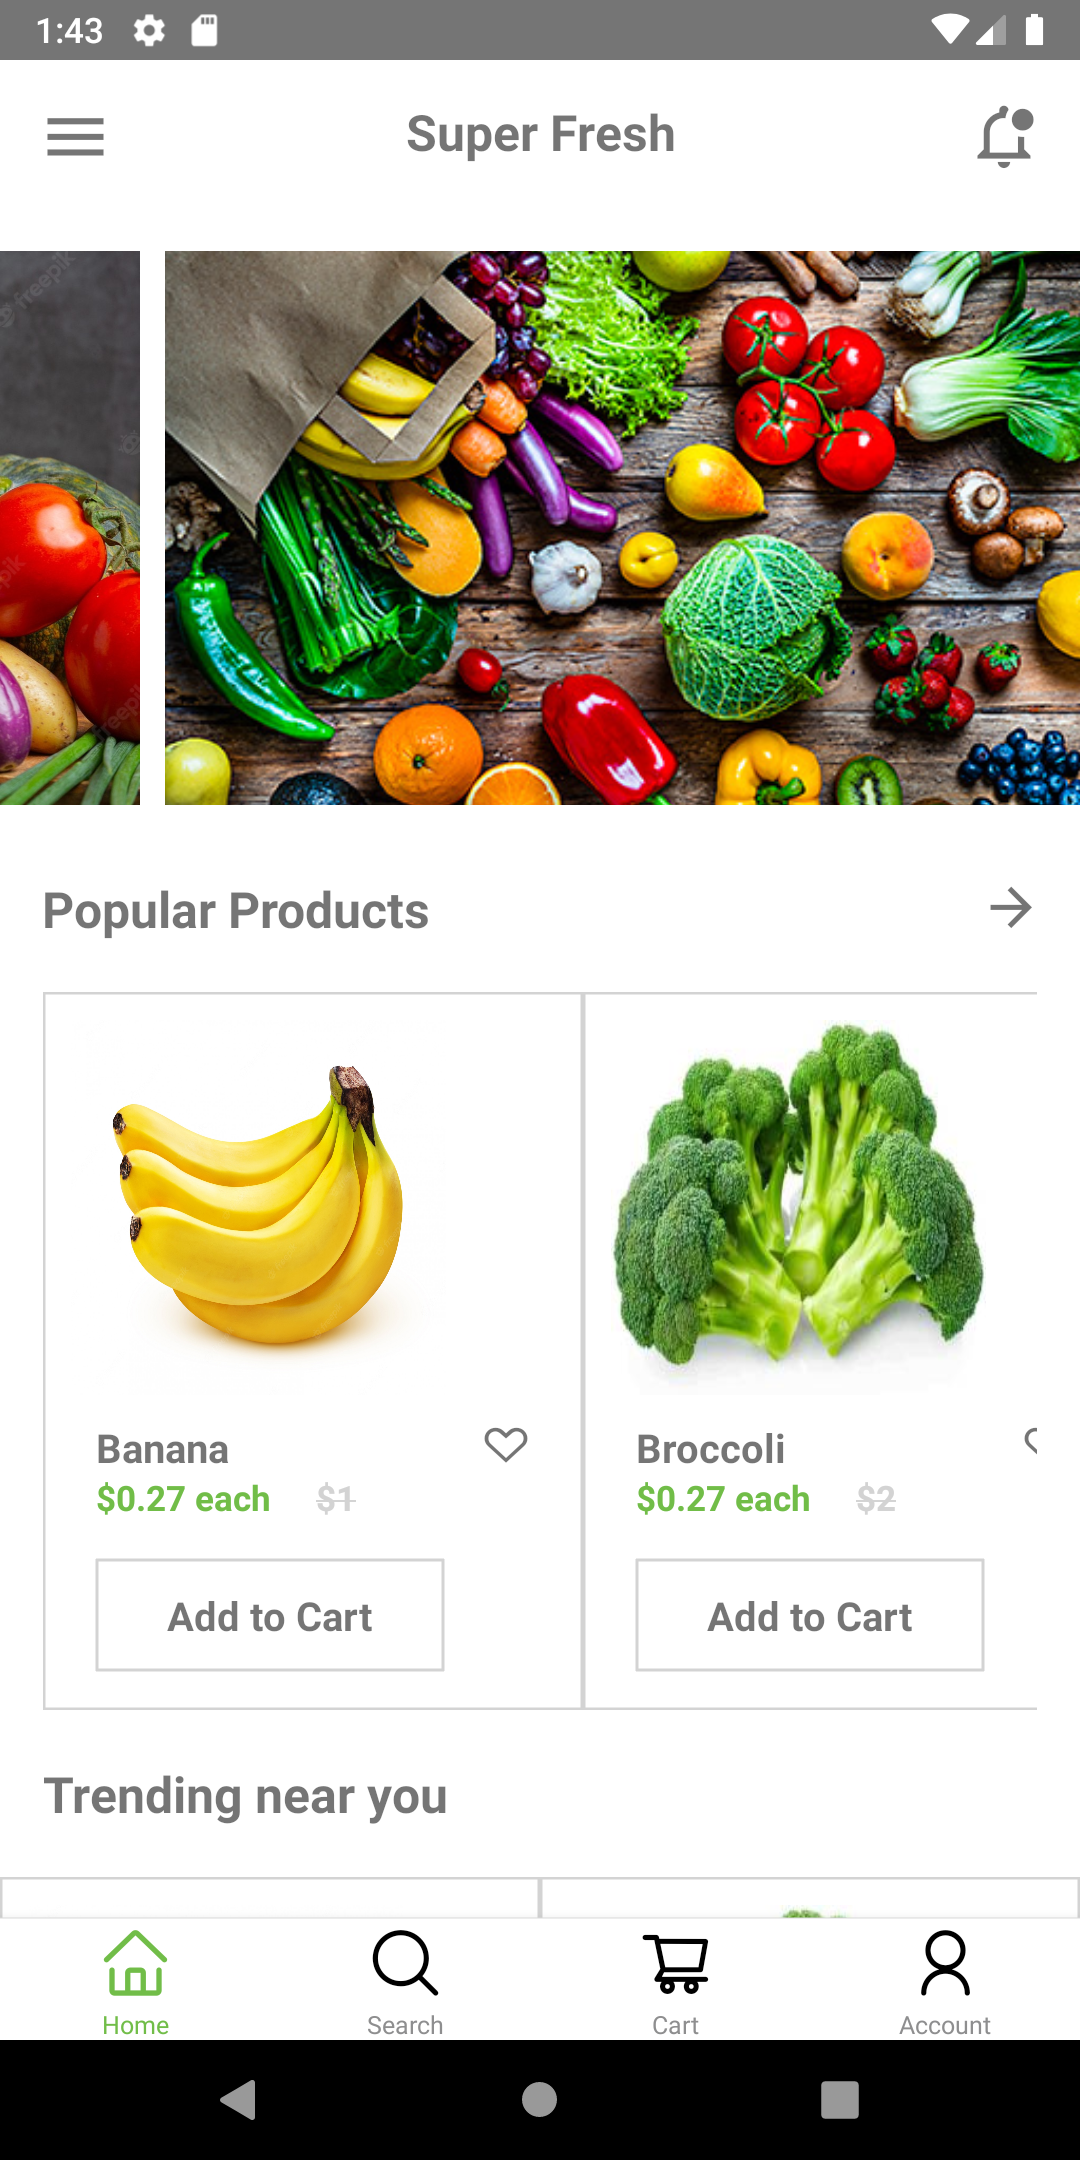 1:43
Super Fresh
freepik
Popular Products
Banana
$0.27 each $1
Add to Cart
Broccoli
$0.27 each $2
Add to Cart
Trending near you
Home
Search
Cart
Account